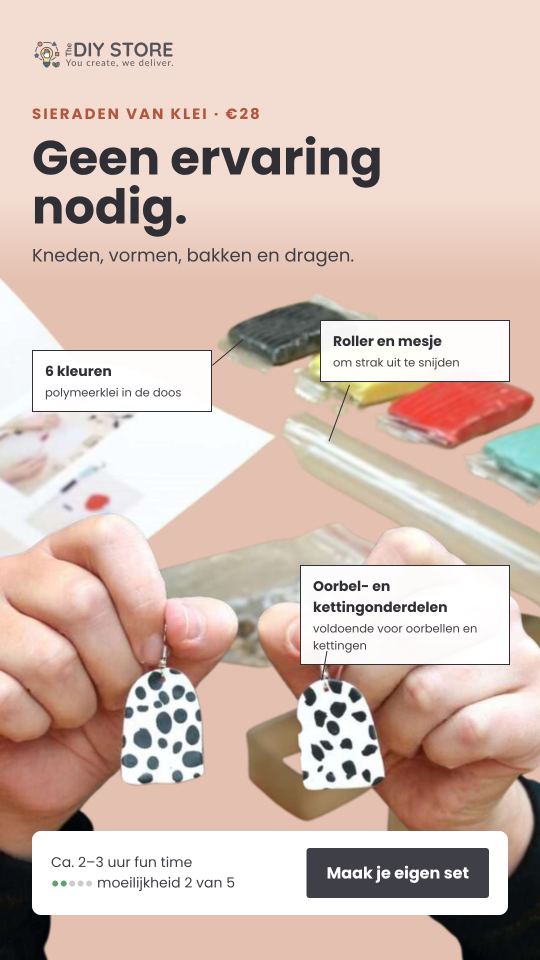 The DIY STORE
You create, we deliver.
SIERADEN VAN KLEI · €28
Geen ervaring
nodig.
Kneden, vormen, bakken en dragen.
Roller en mesje
om strak uit te snijden
6 kleuren
polymeerklei in de doos
Oorbel- en
kettingonderdelen
voldoende voor oorbellen en
kettingen
Ca. 2–3 uur fun time
moeilijkheid 2 van 5
Maak je eigen set